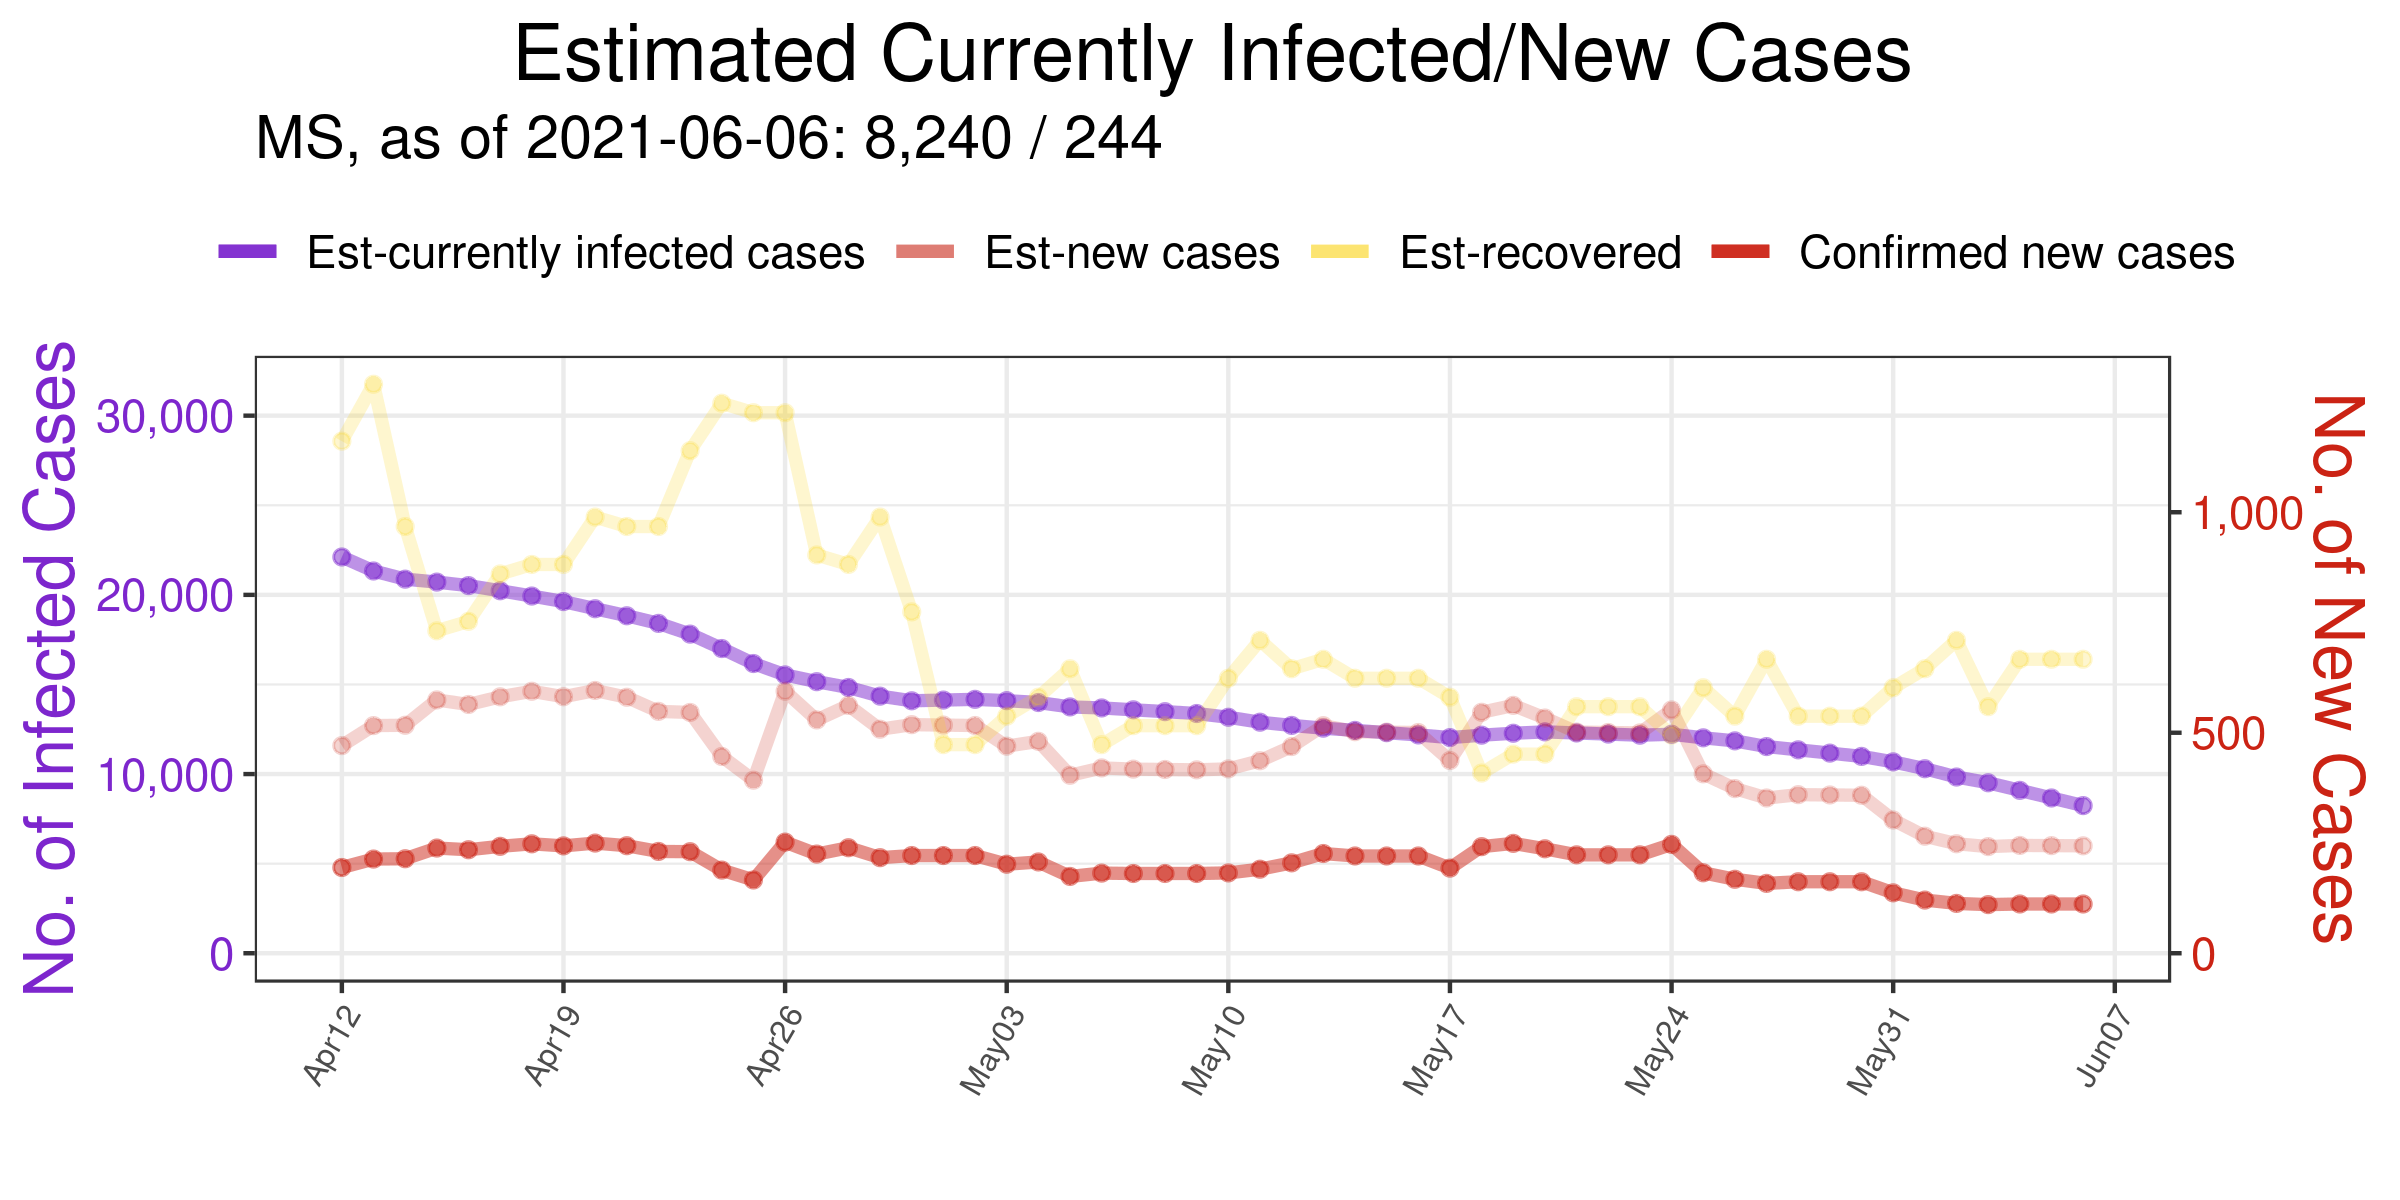 Estimated Currently Infected/New Cases
MS, as of 2021-06-06: 8,240 / 244
Est-currently infected cases Est-new cases Est-recovered Confirmed new cases
No. of Infected Cases
30,000
20,000
10,000
0
1,000
500
0
No. of New Cases
Apr12 Apr19 Apr26 May03 May10 May17 May24 May31 Jun07